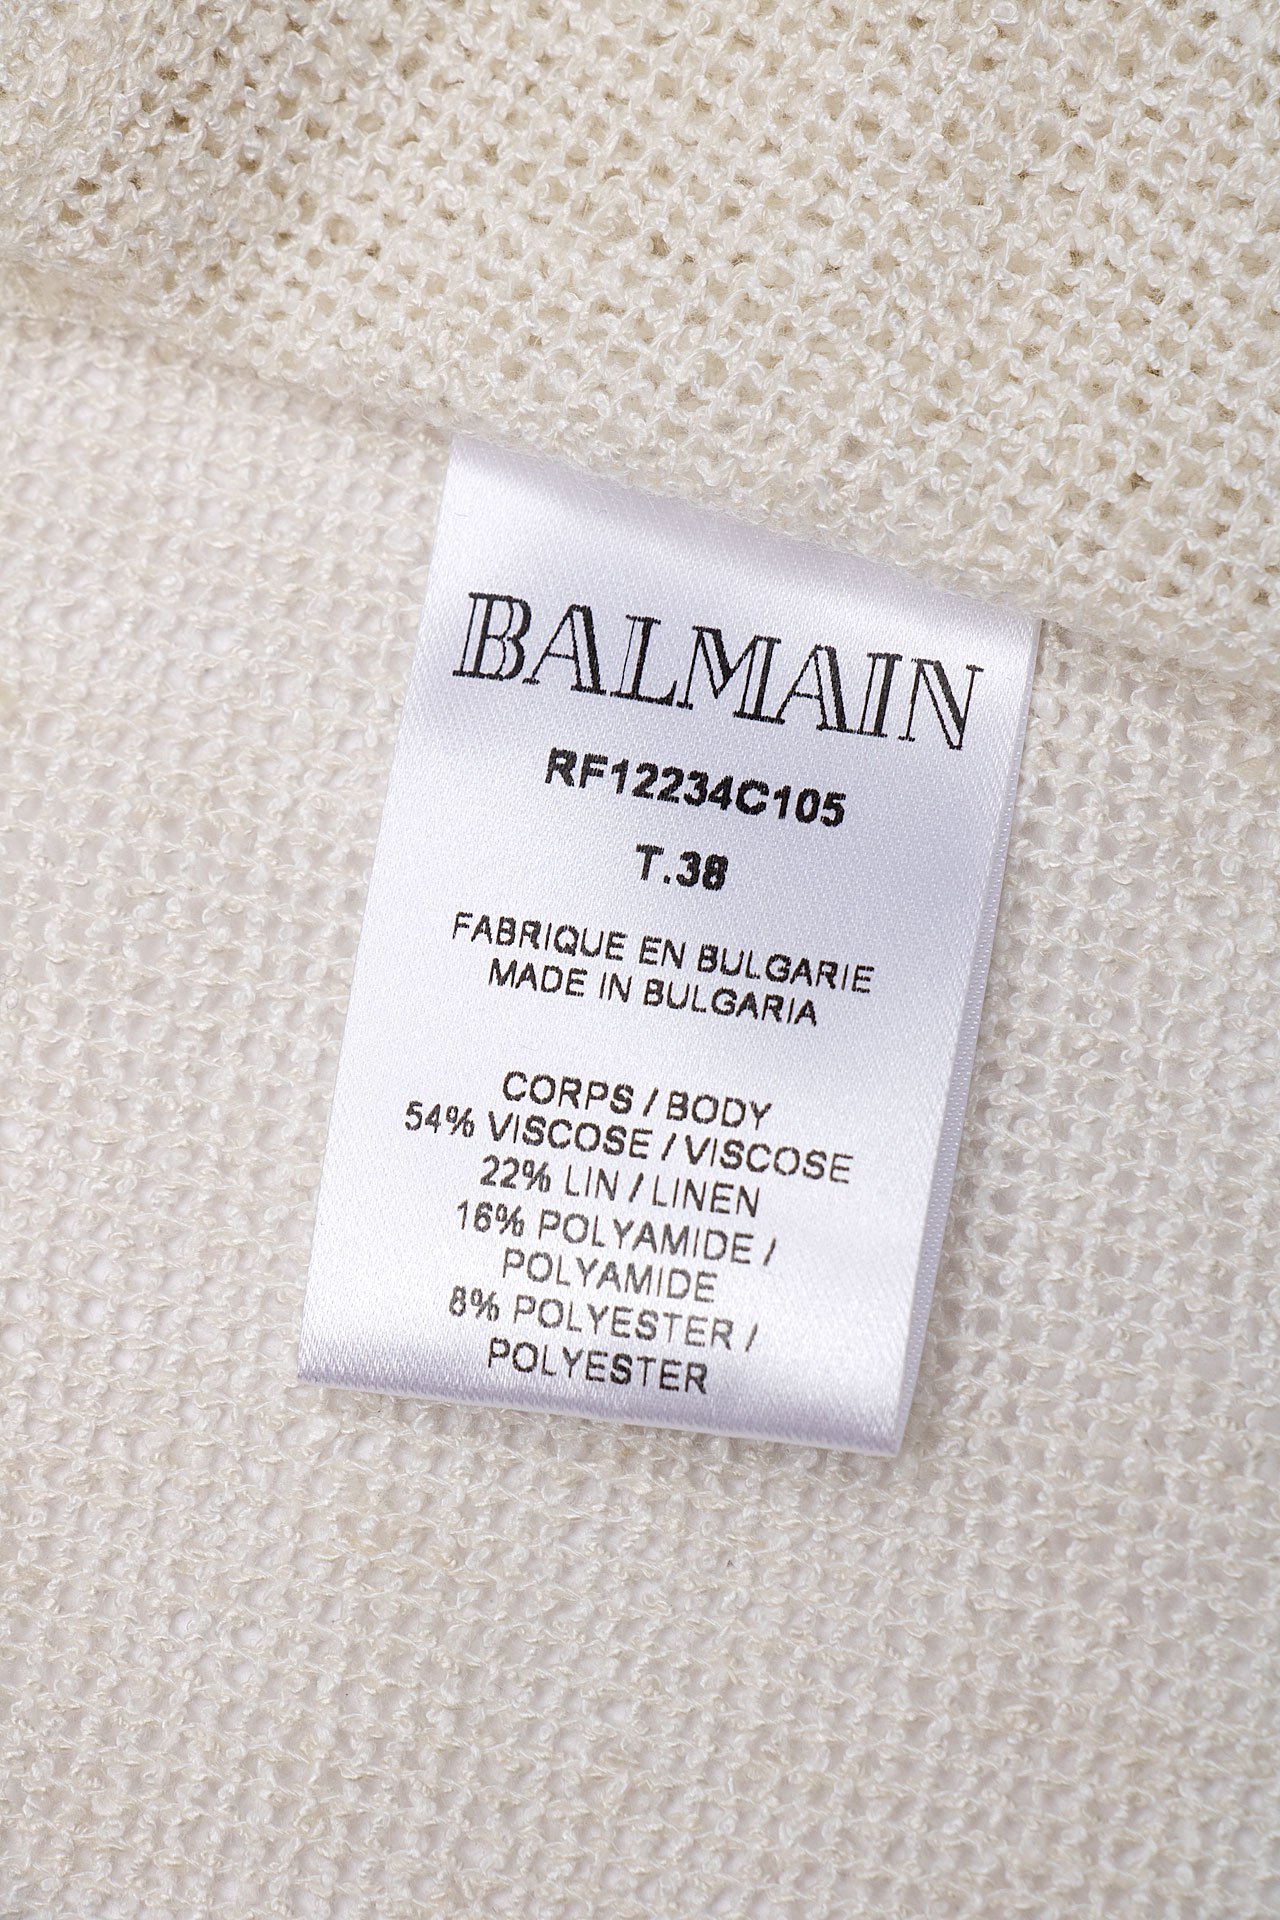 BALMAIN
RF12234C105
T.38
FABRIQUE EN BULGARIE
MADE IN BULGARIA
CORPS / BODY
54% VISCOSE / VISCOSE
22% LIN / LINEN
16% POLYAMIDE /
POLYAMIDE
8% POLYESTER /
POLYESTER